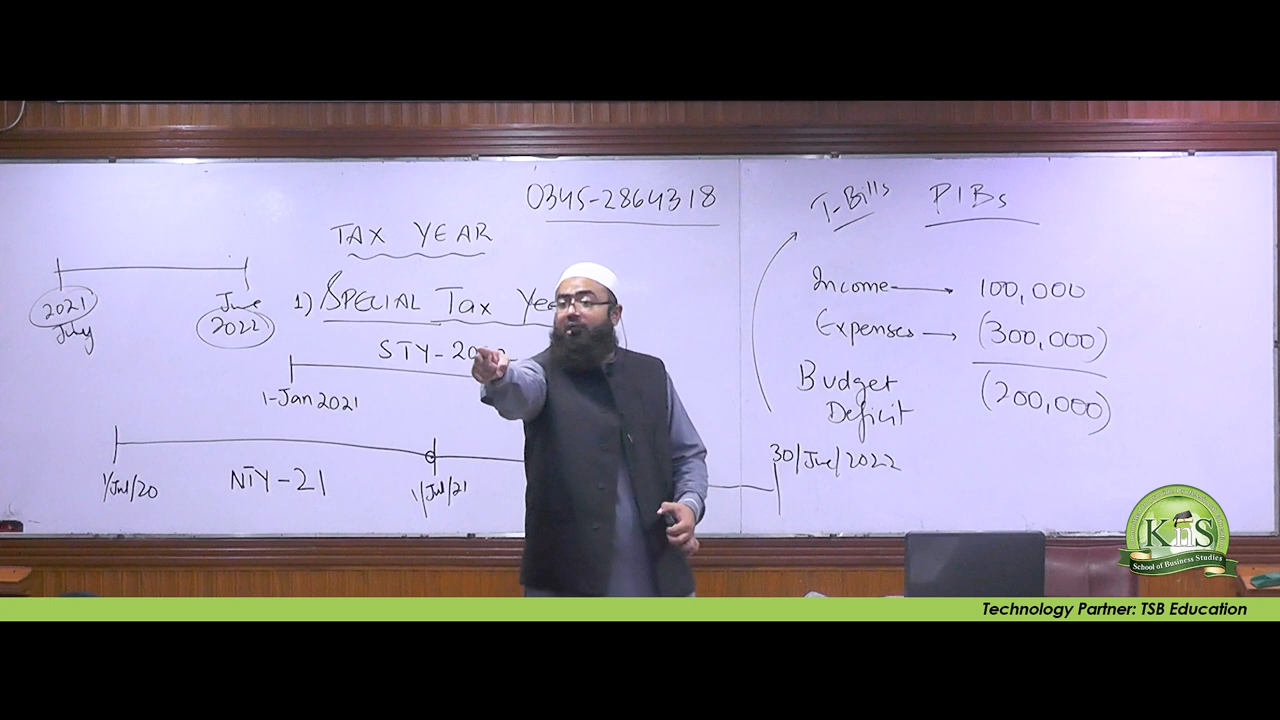 0345-2864318
TAX YEAR
2021
July
June
2022
1) SPECIAL Tax
STY-
1-Jan 2021
1/Jul/20
NTY-21
1/Jul/21
30/June/2022
T-Bills PIBs
Income → 100,000
Expenses → (300,000)
Budget
Deficit
(200,000)
KnS
School of Business Studies
Technology Partner: TSB Education